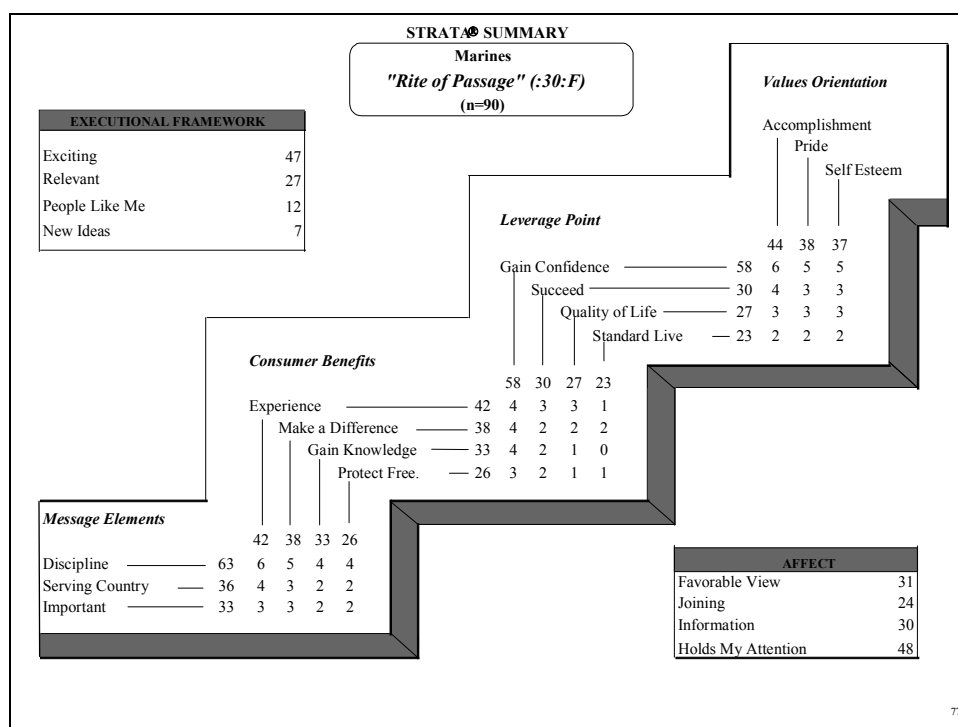 STRATA® SUMMARY
Marines
"Rite of Passage" (:30:F)
(n=90)
Values Orientation
EXECUTIONAL FRAMEWORK
Exciting 47
Relevant 27
People Like Me 12
New Ideas 7
Accomplishment
Pride
Self Esteem
Leverage Point
44 38 37
Gain Confidence 58 6 5 5
Succeed 30 4 3 3
Quality of Life 27 3 3 3
Standard Live 23 2 2 2
Consumer Benefits
58 30 27 23
Experience 42 4 3 3 1
Make a Difference 38 4 2 2 2
Gain Knowledge 33 4 2 1 0
Protect Free. 26 3 2 1 1
Message Elements
42 38 33 26
Discipline 63 6 5 4 4
Serving Country 36 4 3 2 2
Important 33 3 3 2 2
AFFECT
Favorable View 31
Joining 24
Information 30
Holds My Attention 48